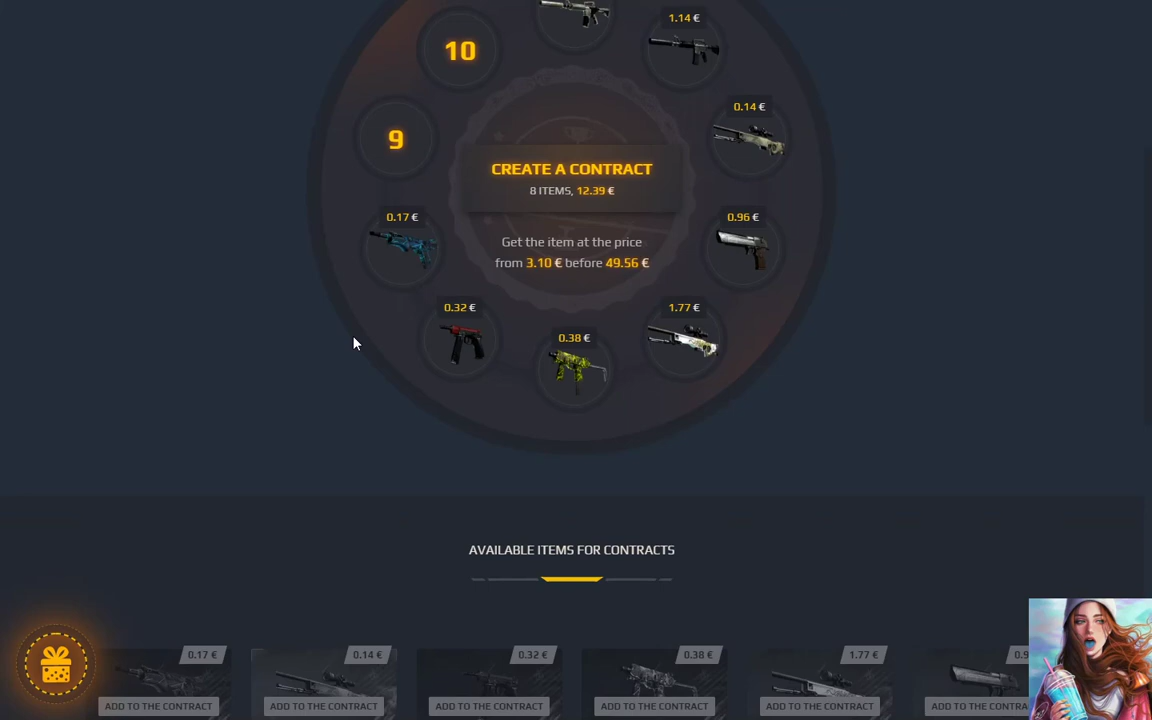 1.14 €
10
0.14 €
9
CREATE A CONTRACT
8 ITEMS, 12.39 €
0.17 €
0.96 €
Get the item at the price
from 3.10 € before 49.56 €
0.32 €
1.77 €
0.38 €
AVAILABLE ITEMS FOR CONTRACTS
0.17 €
0.14 €
0.32 €
0.38 €
1.77 €
ADD TO THE CONTRACT
ADD TO THE CONTRACT
ADD TO THE CONTRACT
ADD TO THE CONTRACT
ADD TO THE CONTRACT
ADD TO THE